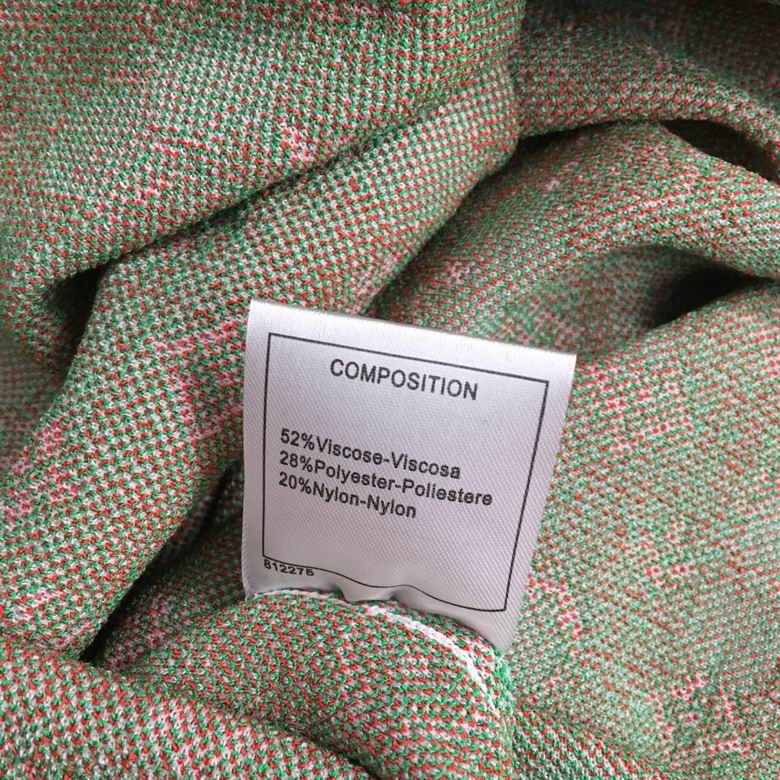 COMPOSITION
52%Viscose-Viscosa
28%Polyester-Poliestere
20%Nylon-Nylon
812275